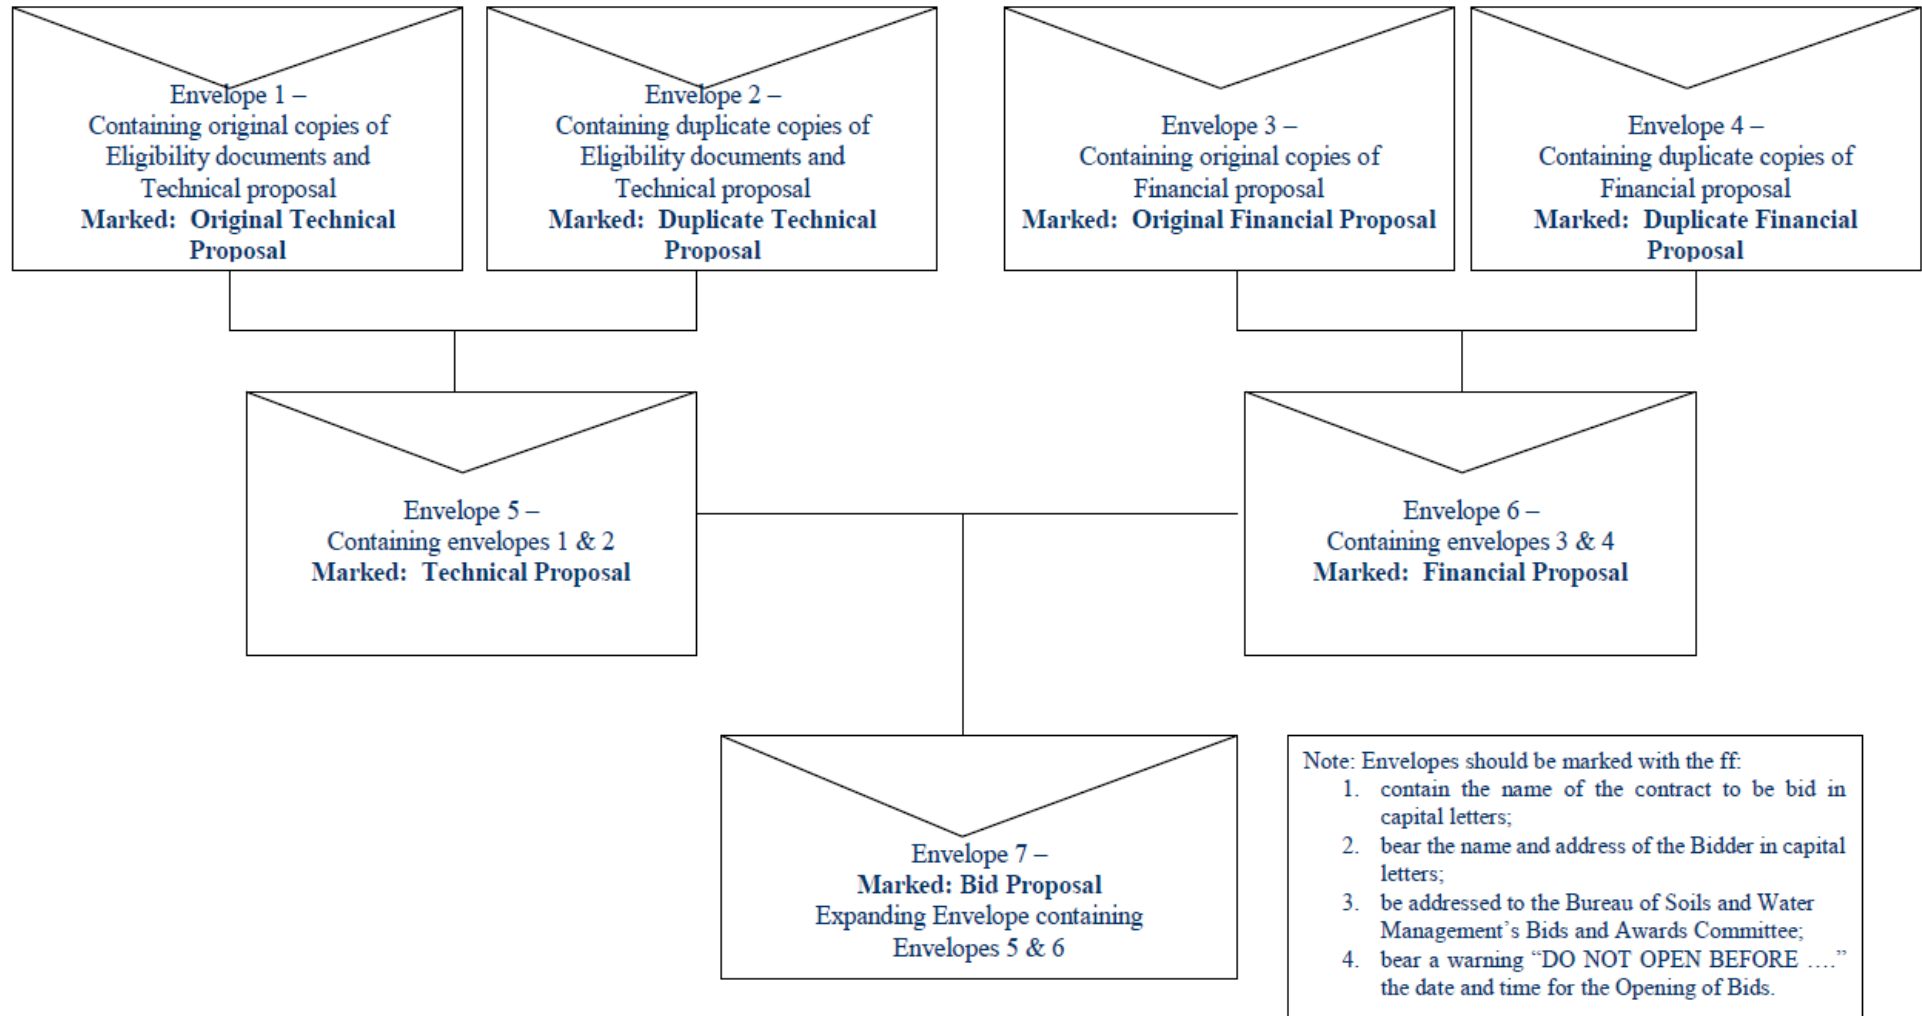 Envelope 1 –
Containing original copies of
Eligibility documents and
Technical proposal
Marked:  Original Technical
Proposal
Envelope 2 –
Containing duplicate copies of
Eligibility documents and
Technical proposal
Marked:  Duplicate Technical
Proposal
Envelope 3 –
Containing original copies of
Financial proposal
Marked:  Original Financial Proposal
Envelope 4 –
Containing duplicate copies of
Financial proposal
Marked:  Duplicate Financial
Proposal
Envelope 5 –
Containing envelopes 1 & 2
Marked:  Technical Proposal
Envelope 6 –
Containing envelopes 3 & 4
Marked:  Financial Proposal
Envelope 7 –
Marked: Bid Proposal
Expanding Envelope containing
Envelopes 5 & 6
Note: Envelopes should be marked with the ff:
1. contain the name of the contract to be bid in
capital letters;
2. bear the name and address of the Bidder in capital
letters;
3. be addressed to the Bureau of Soils and Water
Management’s Bids and Awards Committee;
4. bear a warning “DO NOT OPEN BEFORE ….”
the date and time for the Opening of Bids.